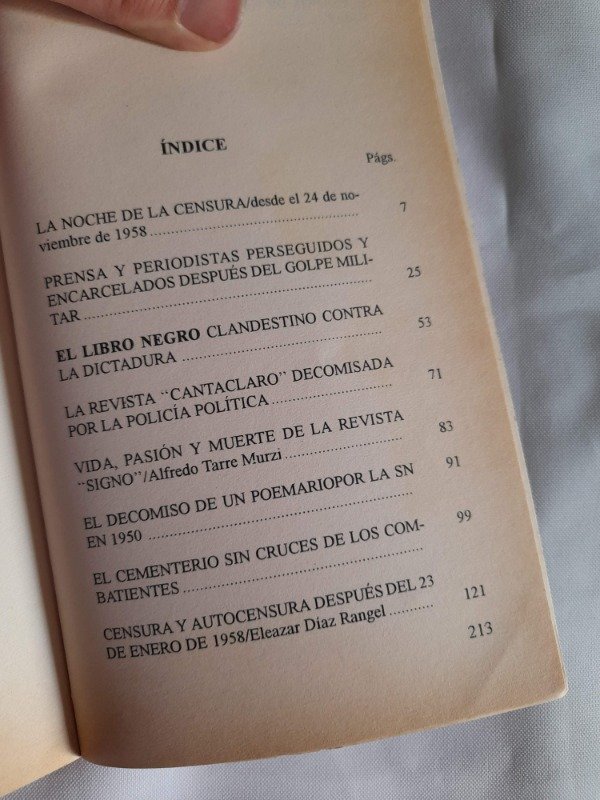 ÍNDICE
Págs.
LA NOCHE DE LA CENSURA/desde el 24 de no-
viembre de 1958 ........................................ 7
PRENSA Y PERIODISTAS PERSEGUIDOS Y
ENCARCELADOS DESPUÉS DEL GOLPE MILI-
TAR ........................................ 25
EL LIBRO NEGRO CLANDESTINO CONTRA
LA DICTADURA ........................................ 53
LA REVISTA “CANTACLARO” DECOMISADA
POR LA POLICÍA POLÍTICA ........................................ 71
VIDA, PASIÓN Y MUERTE DE LA REVISTA
“SIGNO”/Alfredo Tarre Murzi ........................................ 83
EL DECOMISO DE UN POEMARIOPOR LA SN
EN 1950 ........................................ 91
EL CEMENTERIO SIN CRUCES DE LOS COM-
BATIENTES ........................................ 99
CENSURA Y AUTOCENSURA DESPUÉS DEL 23
DE ENERO DE 1958/Eleazar Díaz Rangel ........... 121
213